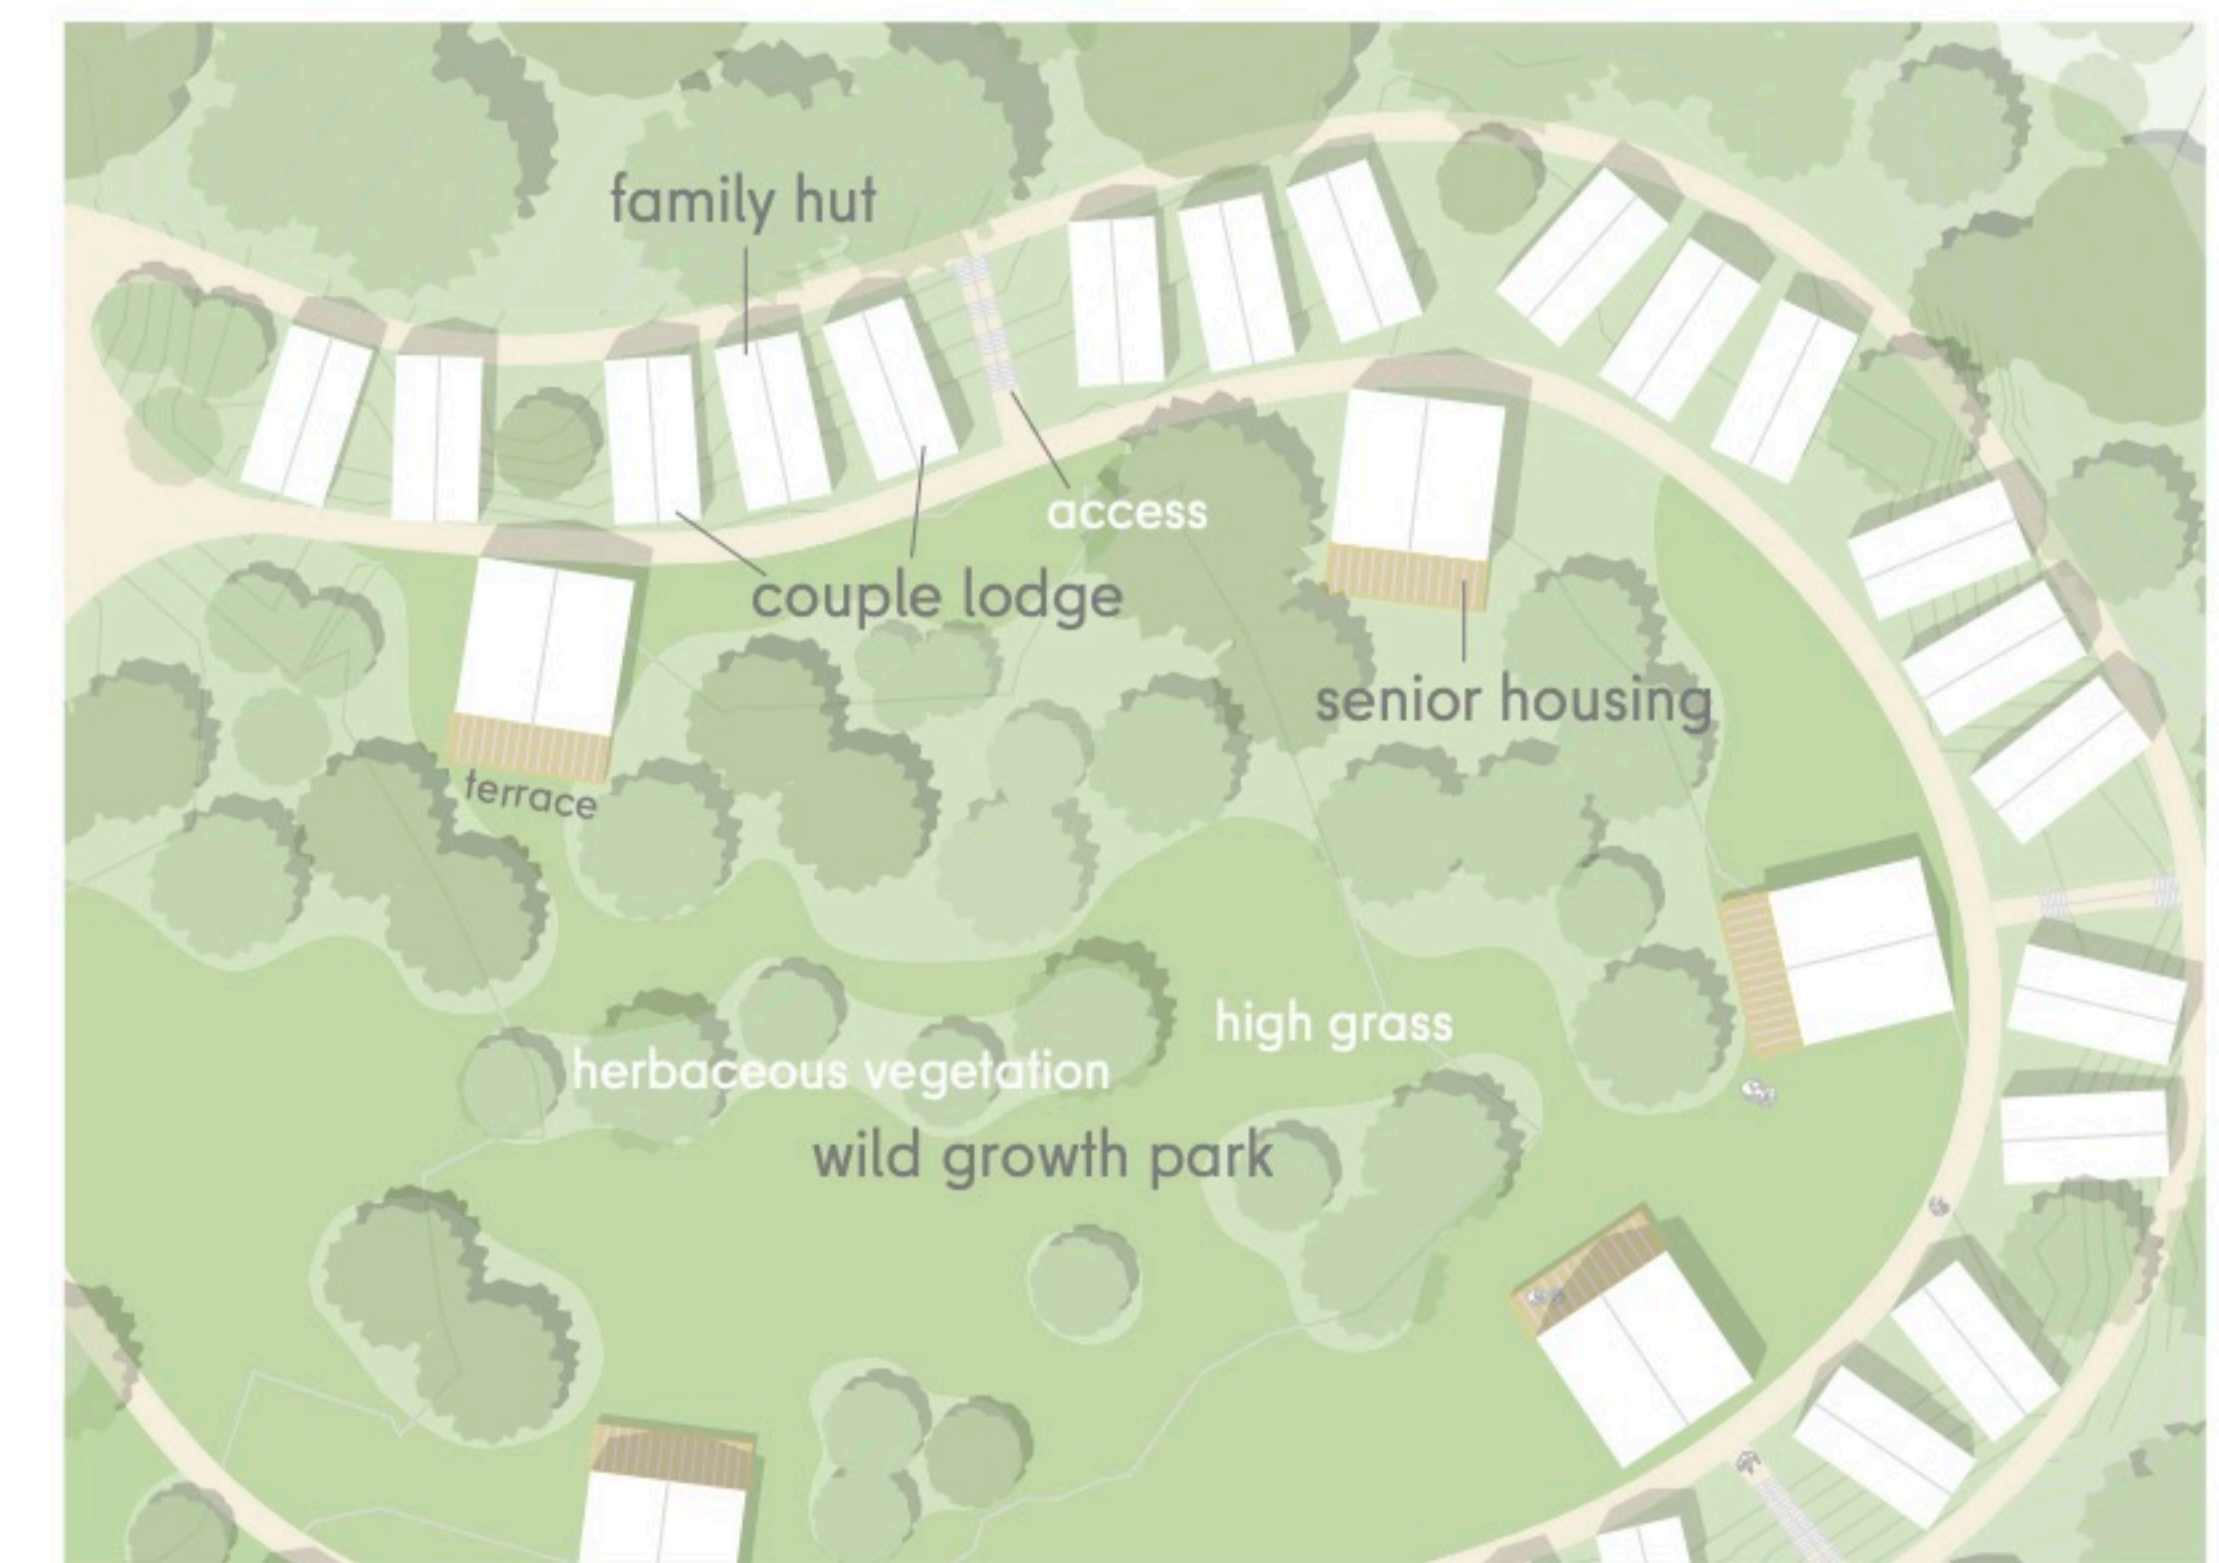 family hut
access
couple lodge
senior housing
terrace
high grass
herbaceous vegetation
wild growth park